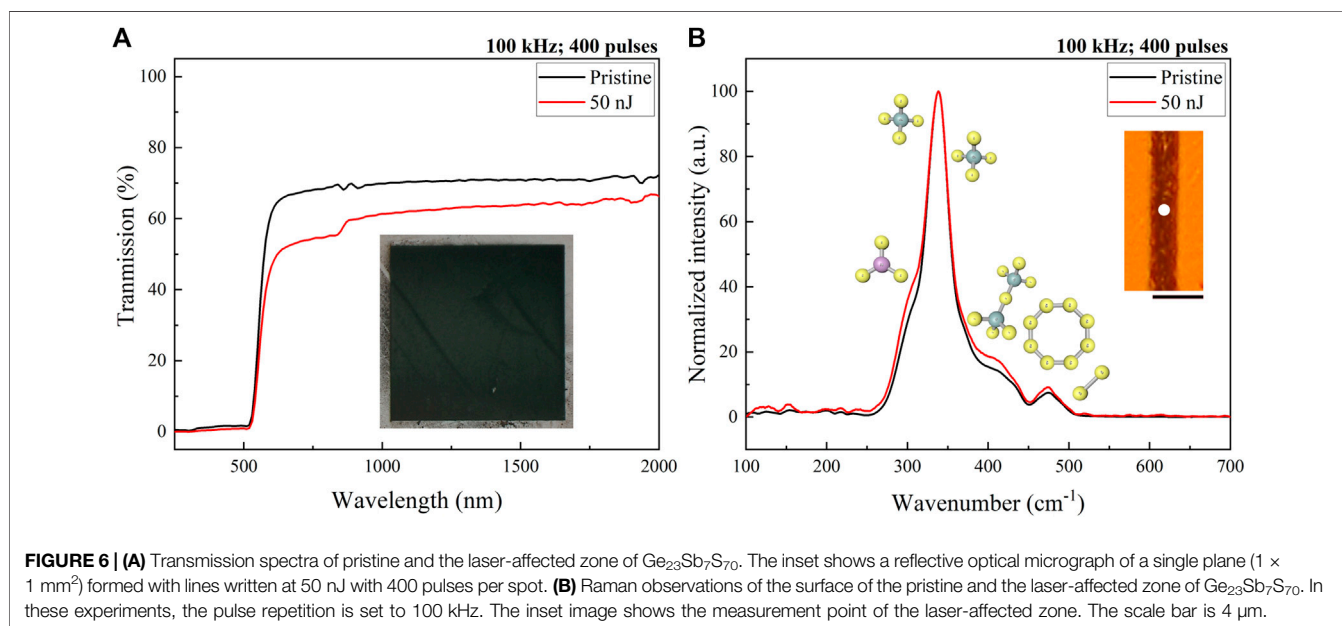 A
100 kHz; 400 pulses
100
80
60
40
20
0
Tranmission (%)
Pristine
50 nJ
500
1000
1500
2000
Wavelength (nm)
B
100 kHz; 400 pulses
100
80
60
40
20
0
Normalized intensity (a.u.)
Pristine
50 nJ
100
200
300
400
500
600
700
Wavenumber (cm⁻¹)
FIGURE 6 | (A) Transmission spectra of pristine and the laser-affected zone of Ge₂₃Sb₇S₇₀. The inset shows a reflective optical micrograph of a single plane (1 ×
1 mm²) formed with lines written at 50 nJ with 400 pulses per spot. (B) Raman observations of the surface of the pristine and the laser-affected zone of Ge₂₃Sb₇S₇₀. In
these experiments, the pulse repetition is set to 100 kHz. The inset image shows the measurement point of the laser-affected zone. The scale bar is 4 μm.